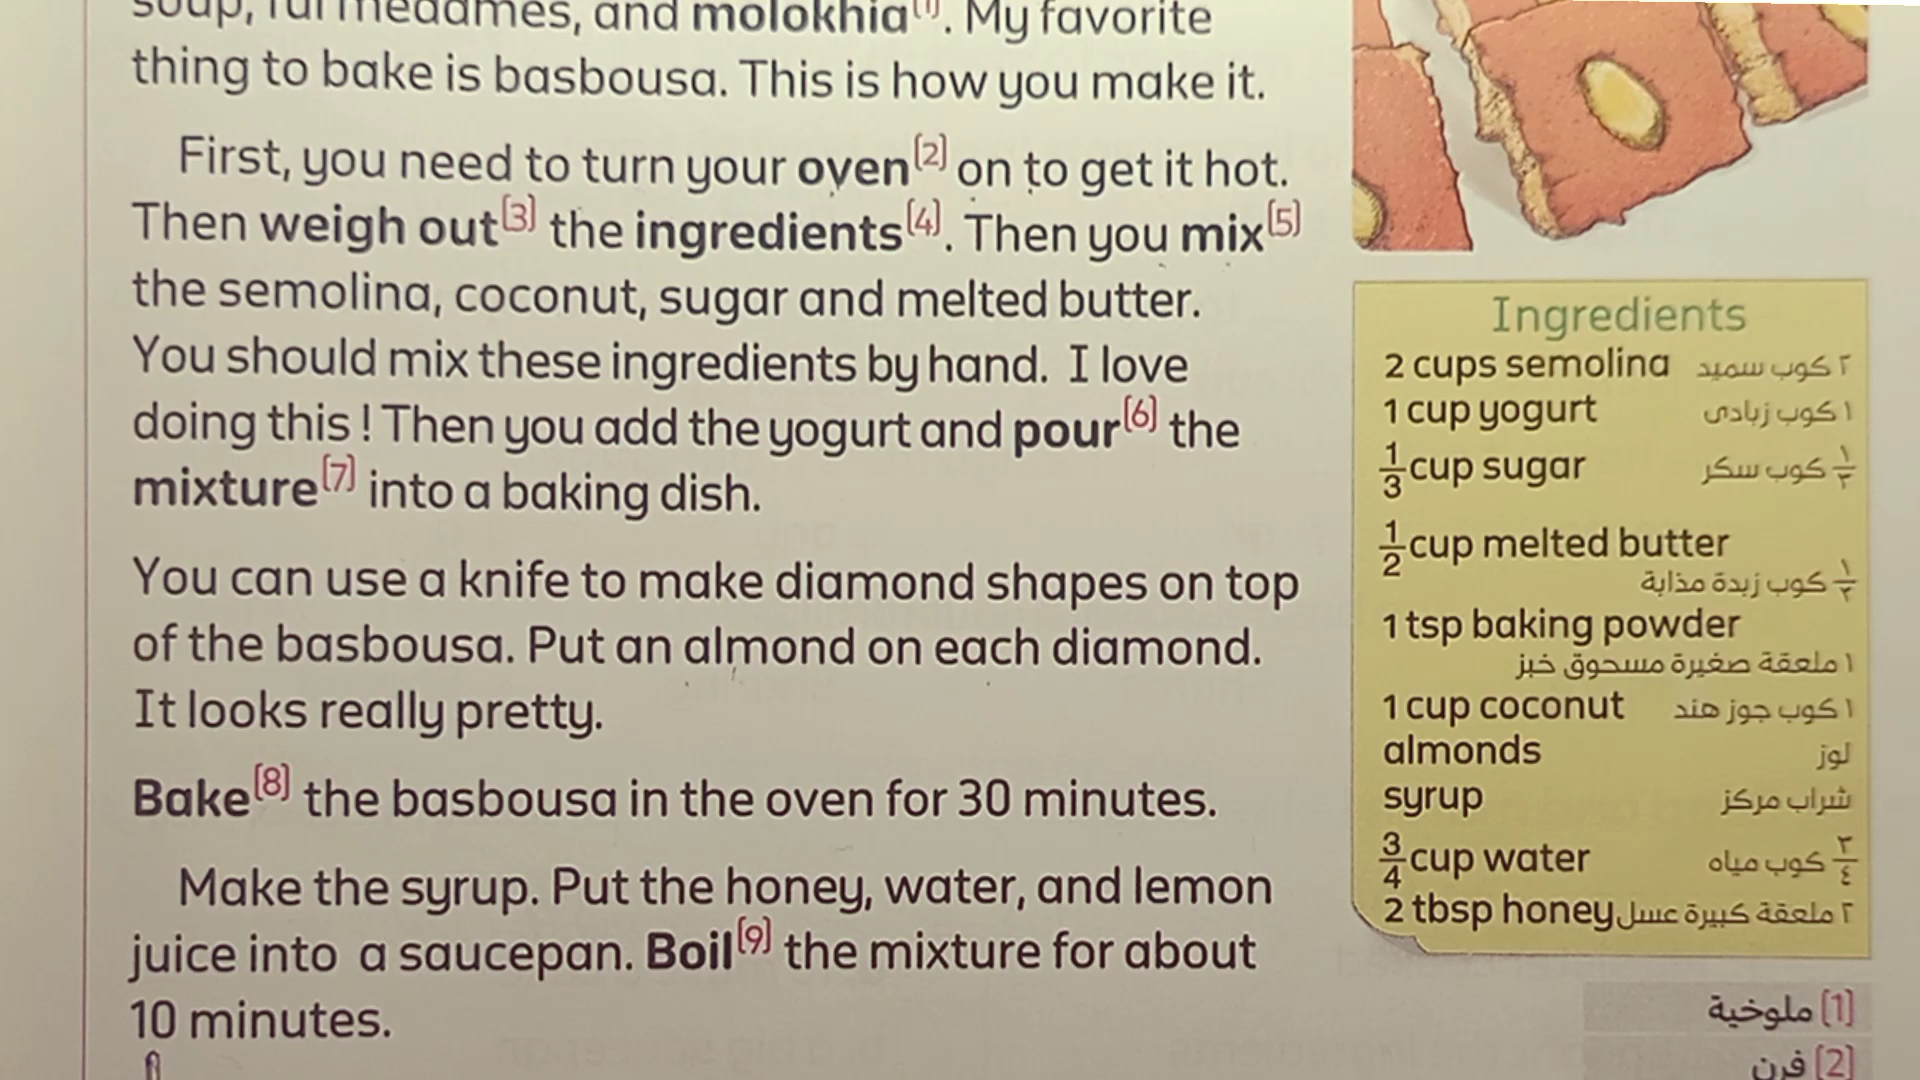 and molokhia[1]. My favorite
thing to bake is basbousa. This is how you make it.
First, you need to turn your oven[2] on to get it hot.
Then weigh out[3] the ingredients[4]. Then you mix[5]
the semolina, coconut, sugar and melted butter.
You should mix these ingredients by hand. I love
doing this! Then you add the yogurt and pour[6] the
mixture[7] into a baking dish.
You can use a knife to make diamond shapes on top
of the basbousa. Put an almond on each diamond.
It looks really pretty.
Bake[8] the basbousa in the oven for 30 minutes.
Make the syrup. Put the honey, water, and lemon
juice into a saucepan. Boil[9] the mixture for about
10 minutes.
Ingredients
2 cups semolina ٢ كوب سميد
1 cup yogurt ١ كوب زبادى
1/3 cup sugar ١/٣ كوب سكر
1/2 cup melted butter
١/٢ كوب زبدة مذابة
1 tsp baking powder
١ ملعقة صغيرة مسحوق خبز
1 cup coconut ١ كوب جوز هند
almonds لوز
syrup شراب مركز
3/4 cup water ٣/٤ كوب مياه
2 tbsp honey ٢ ملعقة كبيرة عسل
[1] ملوخية
[2] فرن